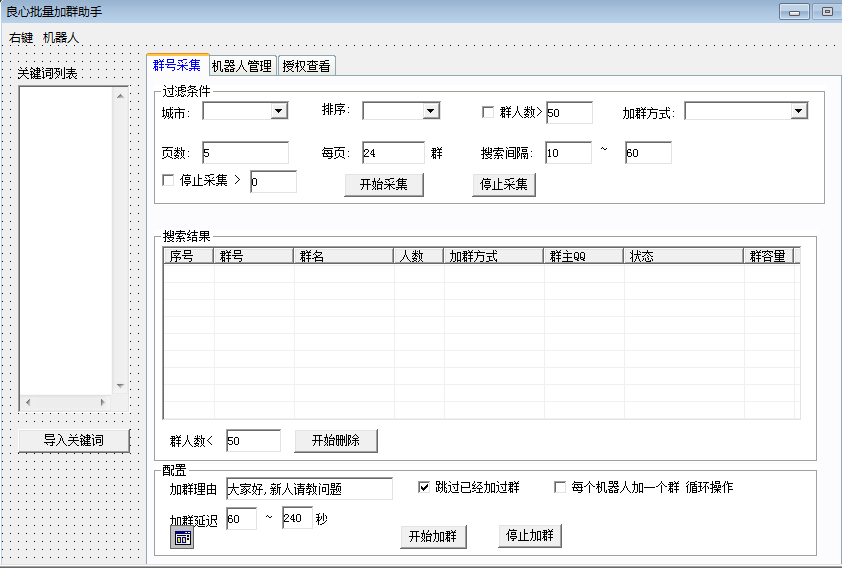 良心批量加群助手
右键 机器人
关键词列表
导入关键词
群号采集 机器人管理 授权查看
过滤条件
城市: 排序: 群人数> 50 加群方式:
页数: 5 每页: 24 群 搜索间隔: 10 ~ 60
停止采集 > 0 开始采集 停止采集
搜索结果
序号 群号 群名 人数 加群方式 群主QQ 状态 群容量
群人数< 50 开始删除
配置
加群理由 大家好,新人请教问题 跳过已经加过群 每个机器人加一个群 循环操作
加群延迟 60 ~ 240 秒
开始加群 停止加群